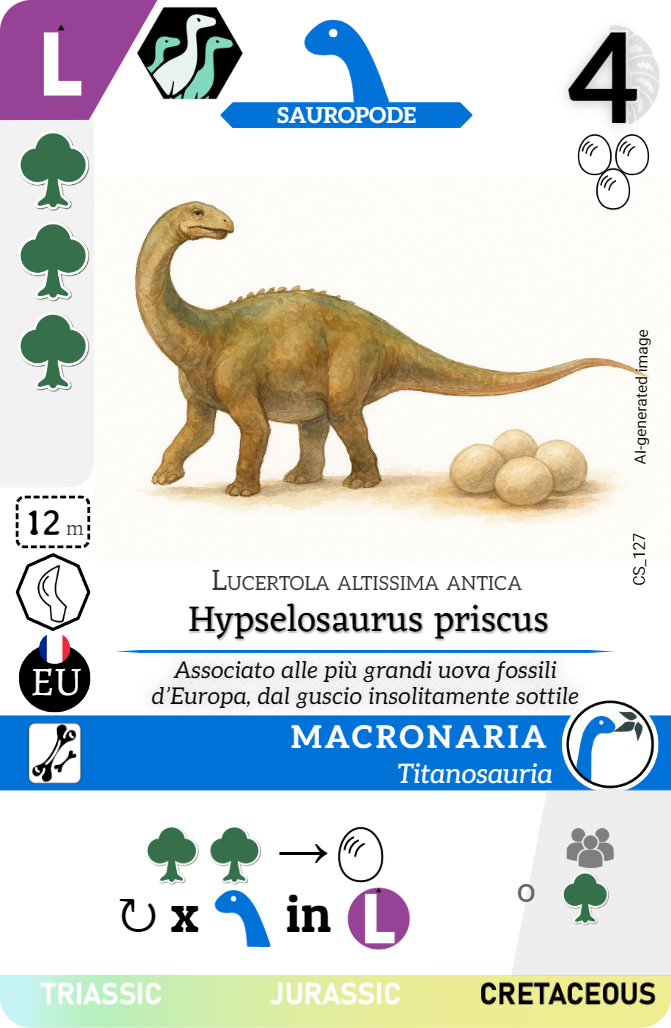 L
SAUROPODE
4
AI-generated image
CS_127
12 m
EU
LUCERTOLA ALTISSIMA ANTICA
Hypselosaurus priscus
Associato alle più grandi uova fossili
d'Europa, dal guscio insolitamente sottile
MACRONARIA
Titanosauria
x in L
o
TRIASSIC JURASSIC CRETACEOUS